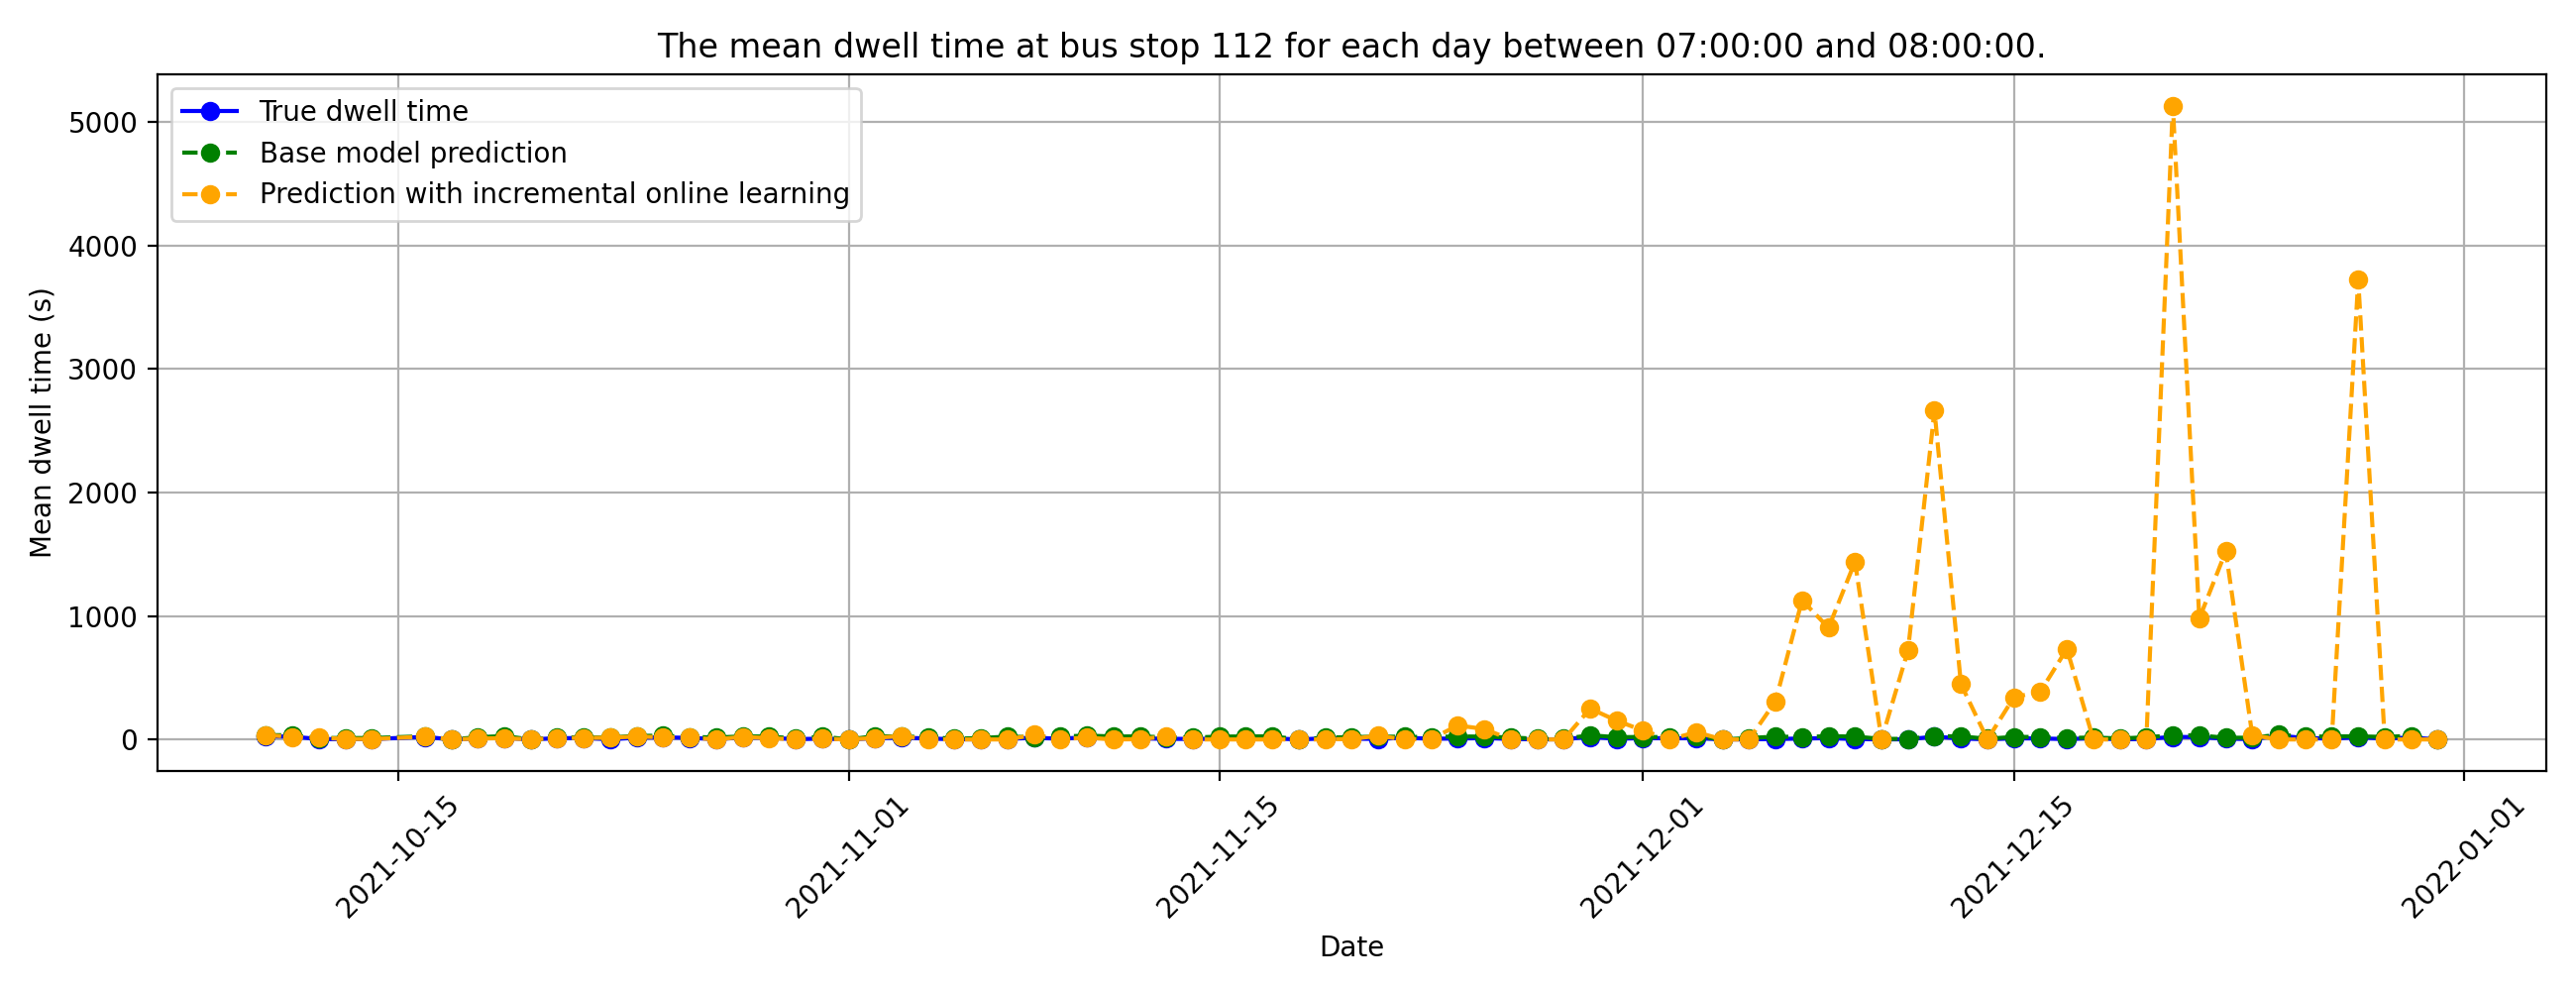 The mean dwell time at bus stop 112 for each day between 07:00:00 and 08:00:00.
True dwell time
Base model prediction
Prediction with incremental online learning
Mean dwell time (s)
5000
4000
3000
2000
1000
0
2021-10-15
2021-11-01
2021-11-15
2021-12-01
2021-12-15
2022-01-01
Date